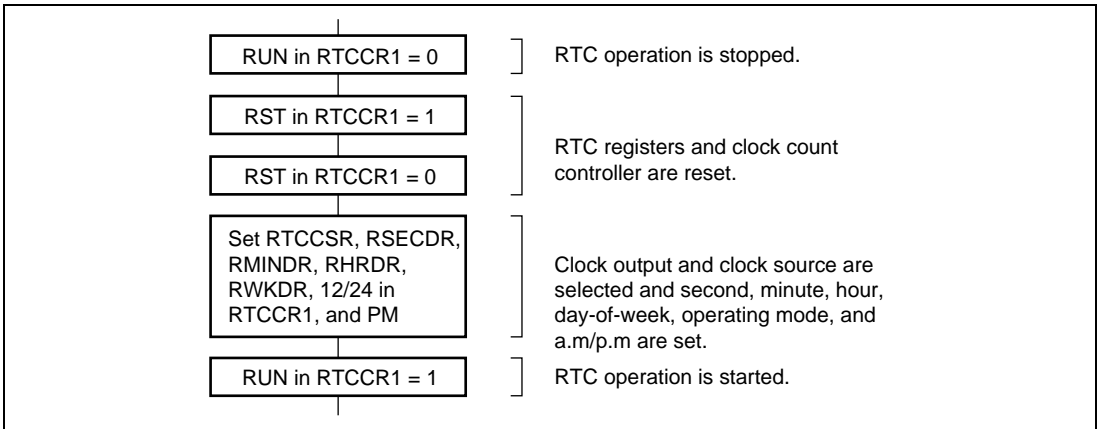 RUN in RTCCR1 = 0
RTC operation is stopped.
RST in RTCCR1 = 1
RST in RTCCR1 = 0
RTC registers and clock count
controller are reset.
Set RTCCSR, RSECDR,
RMINDR, RHRDR,
RWKDR, 12/24 in
RTCCR1, and PM
Clock output and clock source are
selected and second, minute, hour,
day-of-week, operating mode, and
a.m/p.m are set.
RUN in RTCCR1 = 1
RTC operation is started.